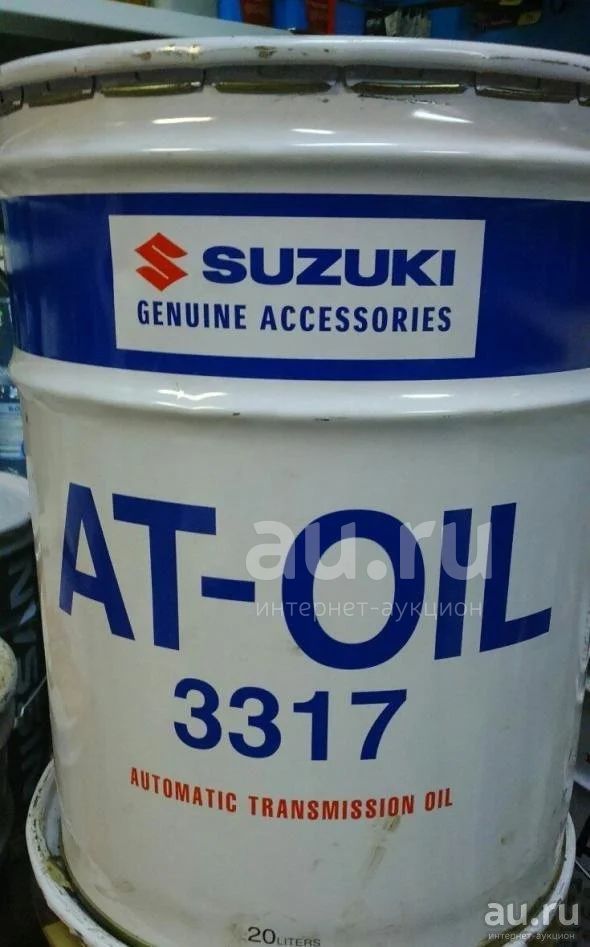 SUZUKI
GENUINE ACCESSORIES
AT-OIL
au.ru
интернет-аукцион
3317
AUTOMATIC TRANSMISSION OIL
20 LITERS
au.ru
интернет-аукцион